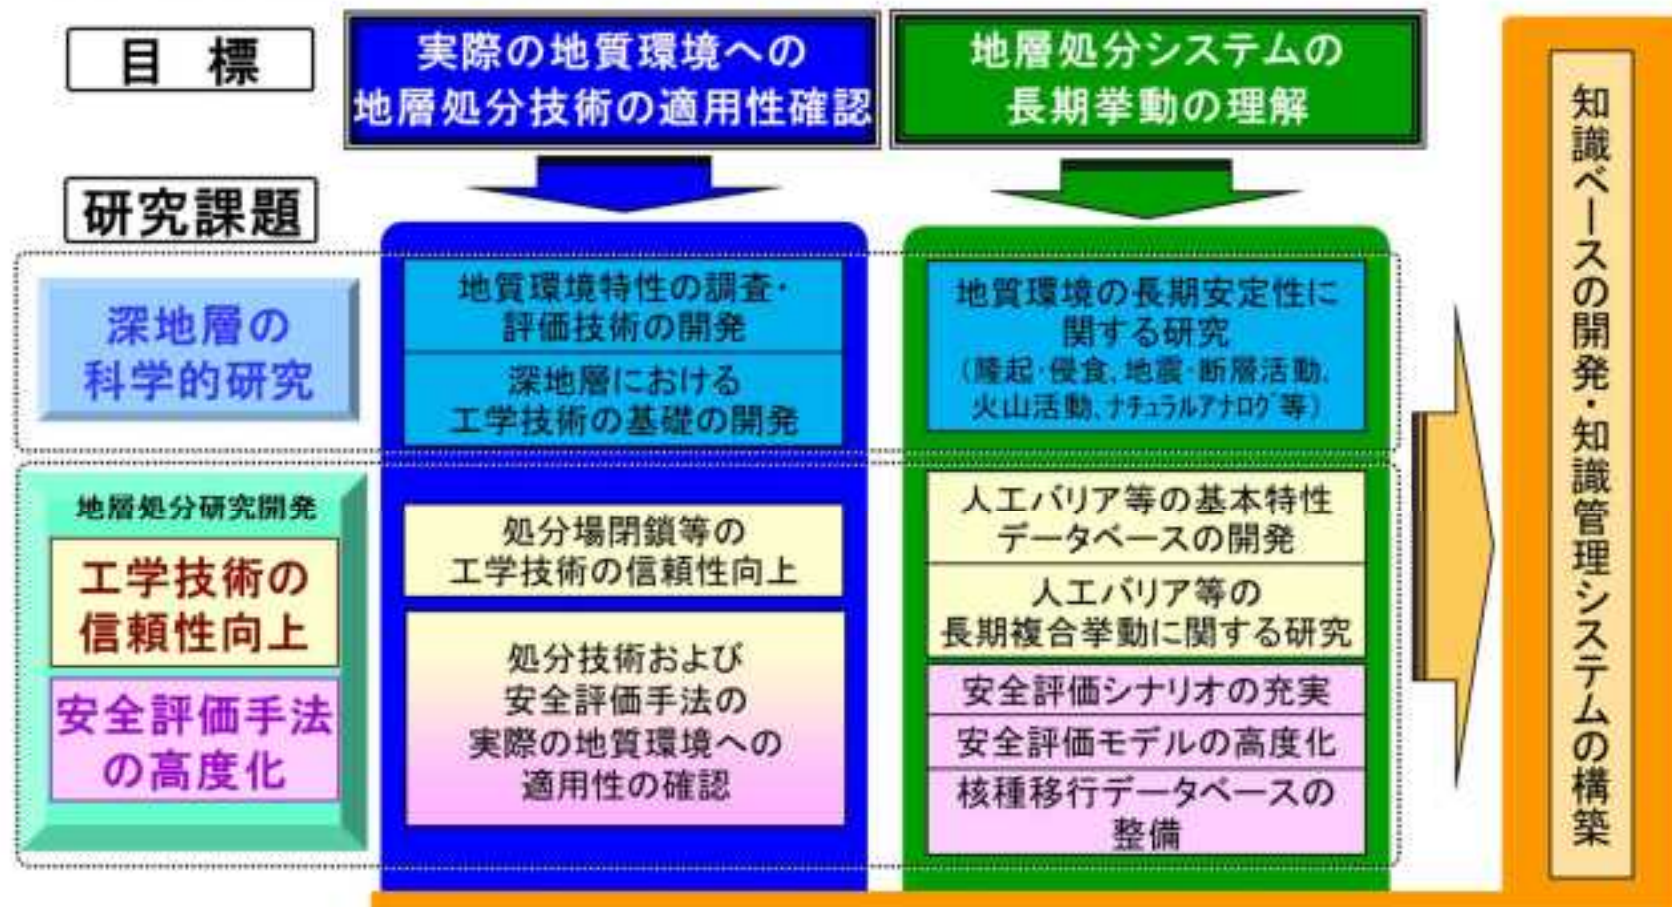 目 標
実際の地質環境への
地層処分技術の適用性確認
地層処分システムの
長期挙動の理解
研究課題
深地層の
科学的研究
地質環境特性の調査・
評価技術の開発
深地層における
工学技術の基礎の開発
地質環境の長期安定性に
関する研究
(隆起・侵食、地震・断層活動、
火山活動、ナチュラルアナログ等)
地層処分研究開発
工学技術の
信頼性向上
安全評価手法
の高度化
処分場閉鎖等の
工学技術の信頼性向上
処分技術および
安全評価手法の
実際の地質環境への
適用性の確認
人工バリア等の基本特性
データベースの開発
人工バリア等の
長期複合挙動に関する研究
安全評価シナリオの充実
安全評価モデルの高度化
核種移行データベースの
整備
知識ベースの開発・知識管理システムの構築